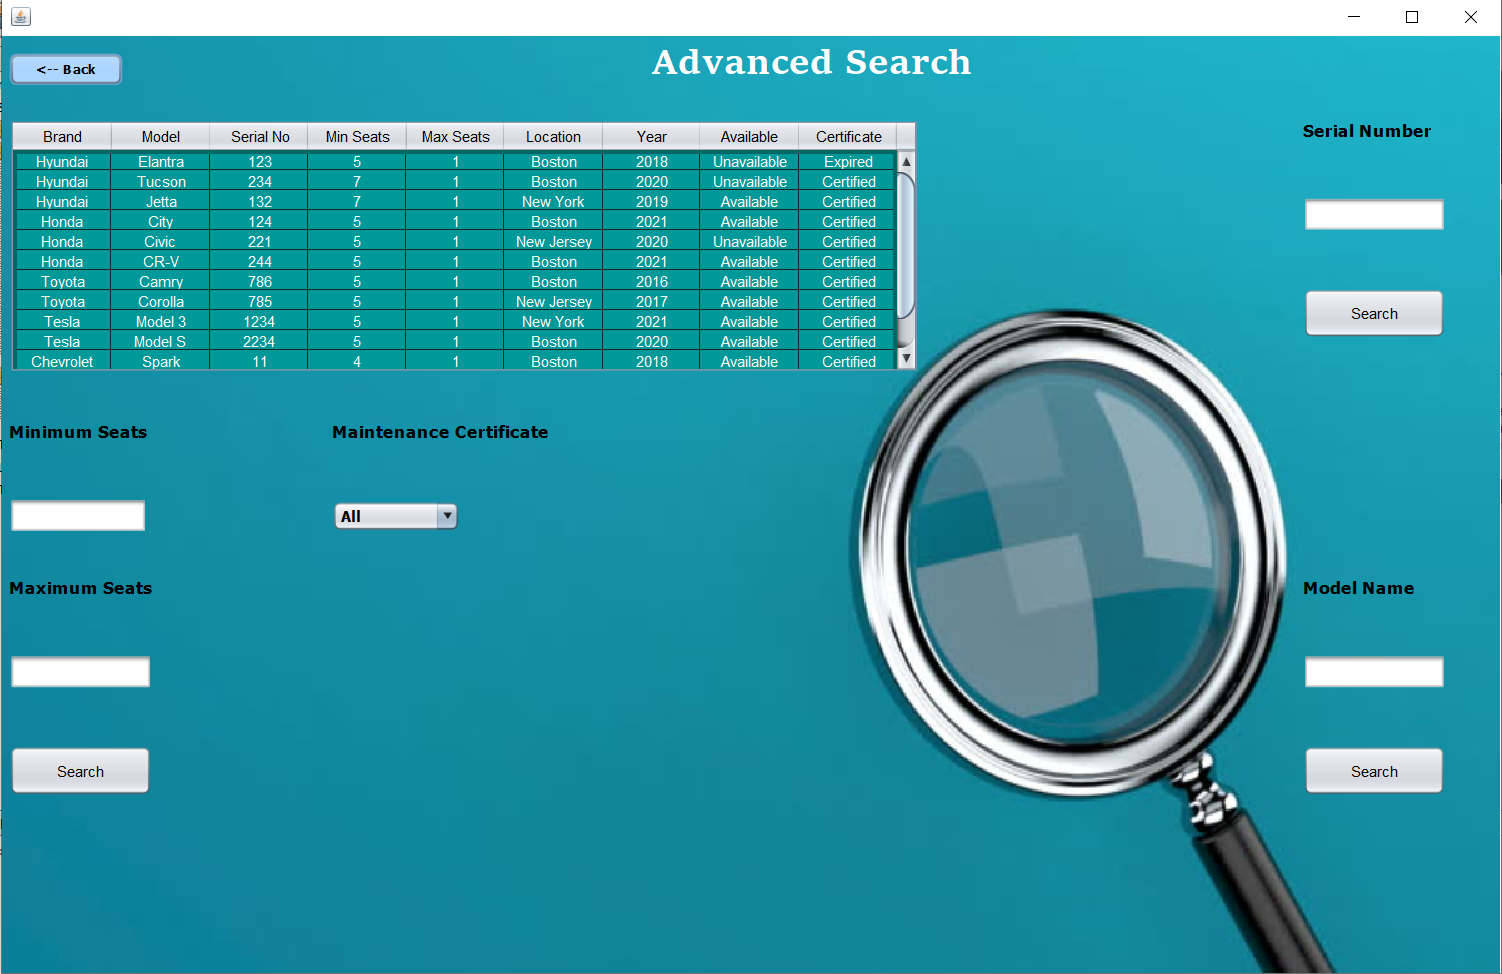 Advanced Search
<-- Back
Brand Model Serial No Min Seats Max Seats Location Year Available Certificate
Hyundai Elantra 123 5 1 Boston 2018 Unavailable Expired
Hyundai Tucson 234 7 1 Boston 2020 Unavailable Certified
Hyundai Jetta 132 7 1 New York 2019 Available Certified
Honda City 124 5 1 Boston 2021 Available Certified
Honda Civic 221 5 1 New Jersey 2020 Unavailable Certified
Honda CR-V 244 5 1 Boston 2021 Available Certified
Toyota Camry 786 5 1 Boston 2016 Available Certified
Toyota Corolla 785 5 1 New Jersey 2017 Available Certified
Tesla Model 3 1234 5 1 New York 2021 Available Certified
Tesla Model S 2234 5 1 Boston 2020 Available Certified
Chevrolet Spark 11 4 1 Boston 2018 Available Certified
Serial Number
Search
Minimum Seats
Maintenance Certificate
All
Maximum Seats
Search
Model Name
Search